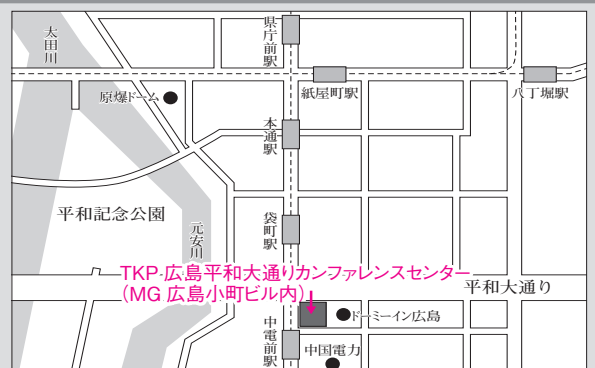 太田川
県庁前駅
紙屋町駅
八丁堀駅
原爆ドーム
本通駅
平和記念公園
元安川
袋町駅
TKP 広島平和大通りカンファレンスセンター
（MG 広島小町ビル内）
平和大通り
ドーミーイン広島
中電前駅
中国電力